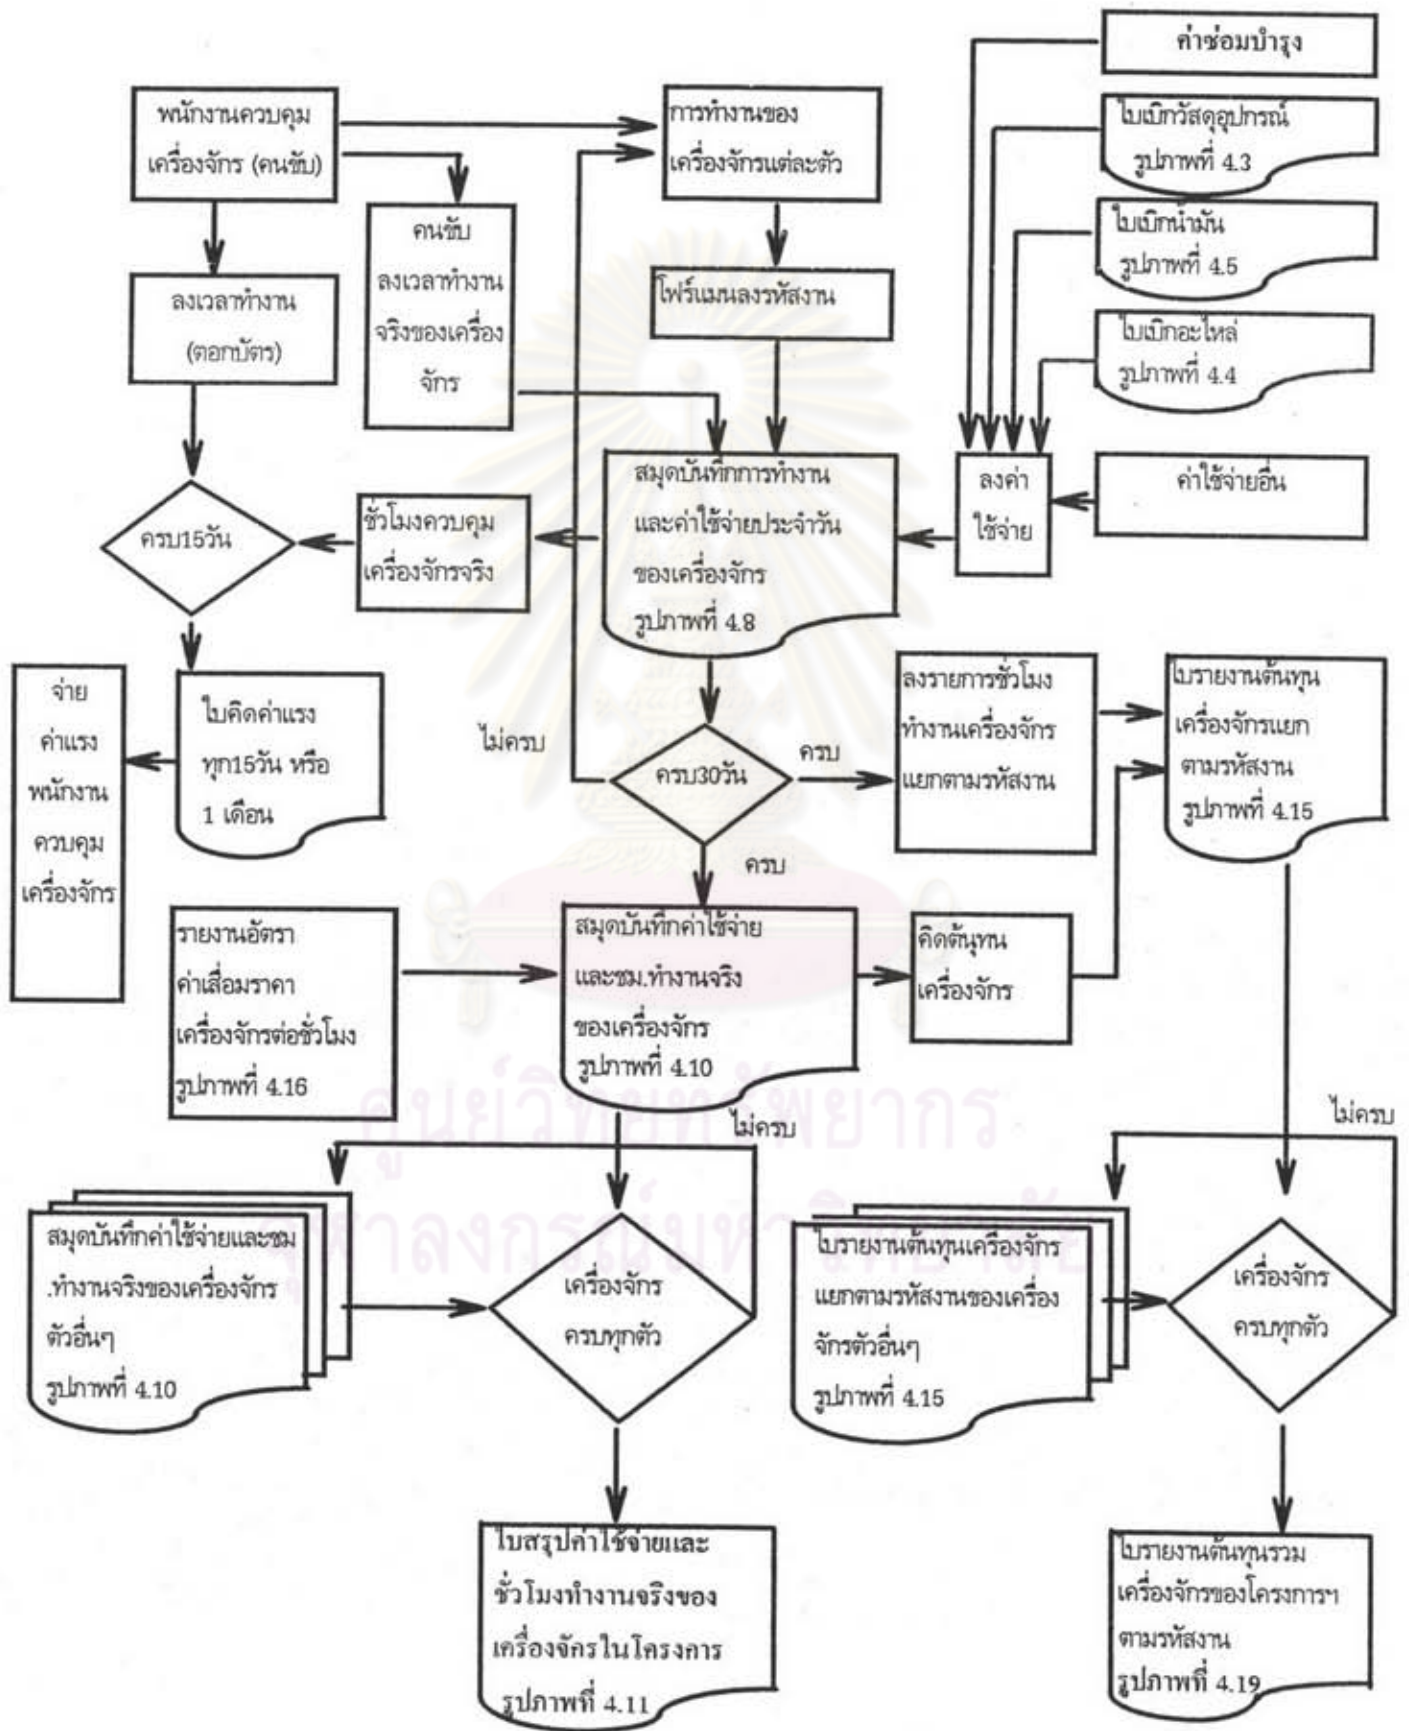 ค่าซ่อมบำรุง
พนักงานควบคุม
เครื่องจักร (คนขับ)
การทำงานของ
เครื่องจักรแต่ละตัว
ใบเบิกวัสดุอุปกรณ์
รูปภาพที่ 4.3
ใบเบิกน้ำมัน
รูปภาพที่ 4.5
ใบเบิกอะไหล่
รูปภาพที่ 4.4
คนขับ
ลงเวลาทำงาน
จริงของเครื่อง
จักร
ลงเวลาทำงาน
(ตอกบัตร)
โฟร์แมนลงรหัสงาน
ครบ15วัน
ชั่วโมงควบคุม
เครื่องจักรจริง
สมุดบันทึกการทำงาน
และค่าใช้จ่ายประจำวัน
ของเครื่องจักร
รูปภาพที่ 4.8
ลงค่า
ใช้จ่าย
ค่าใช้จ่ายอื่น
จ่าย
ค่าแรง
พนักงาน
ควบคุม
เครื่องจักร
ใบคิดค่าแรง
ทุก15วัน หรือ
1 เดือน
ไม่ครบ
ครบ30วัน
ครบ
ครบ
ลงรายการชั่วโมง
ทำงานเครื่องจักร
แยกตามรหัสงาน
ใบรายงานต้นทุน
เครื่องจักรแยก
ตามรหัสงาน
รูปภาพที่ 4.15
รายงานอัตรา
ค่าเสื่อมราคา
เครื่องจักรต่อชั่วโมง
รูปภาพที่ 4.16
สมุดบันทึกค่าใช้จ่าย
และชม.ทำงานจริง
ของเครื่องจักร
รูปภาพที่ 4.10
คิดต้นุทน
เครื่องจักร
ศูนย์วิทยทรัพยากร
จุฬาลงกรณ์มหาวิทยาลัย
ไม่ครบ
ไม่ครบ
สมุดบันทึกค่าใช้จ่ายและชม
.ทำงานจริงของเครื่องจักร
ตัวอื่นๆ
รูปภาพที่ 4.10
เครื่องจักร
ครบทุกตัว
ใบรายงานต้นทุนเครื่องจักร
แยกตามรหัสงานของเครื่อง
จักรตัวอื่นๆ
รูปภาพที่ 4.15
เครื่องจักร
ครบทุกตัว
ใบสรุปค่าใช้จ่ายและ
ชั่วโมงทำงานจริงของ
เครื่องจักรในโครงการ
รูปภาพที่ 4.11
ใบรายงานต้นทุนรวม
เครื่องจักรของโครงการฯ
ตามรหัสงาน
รูปภาพที่ 4.19